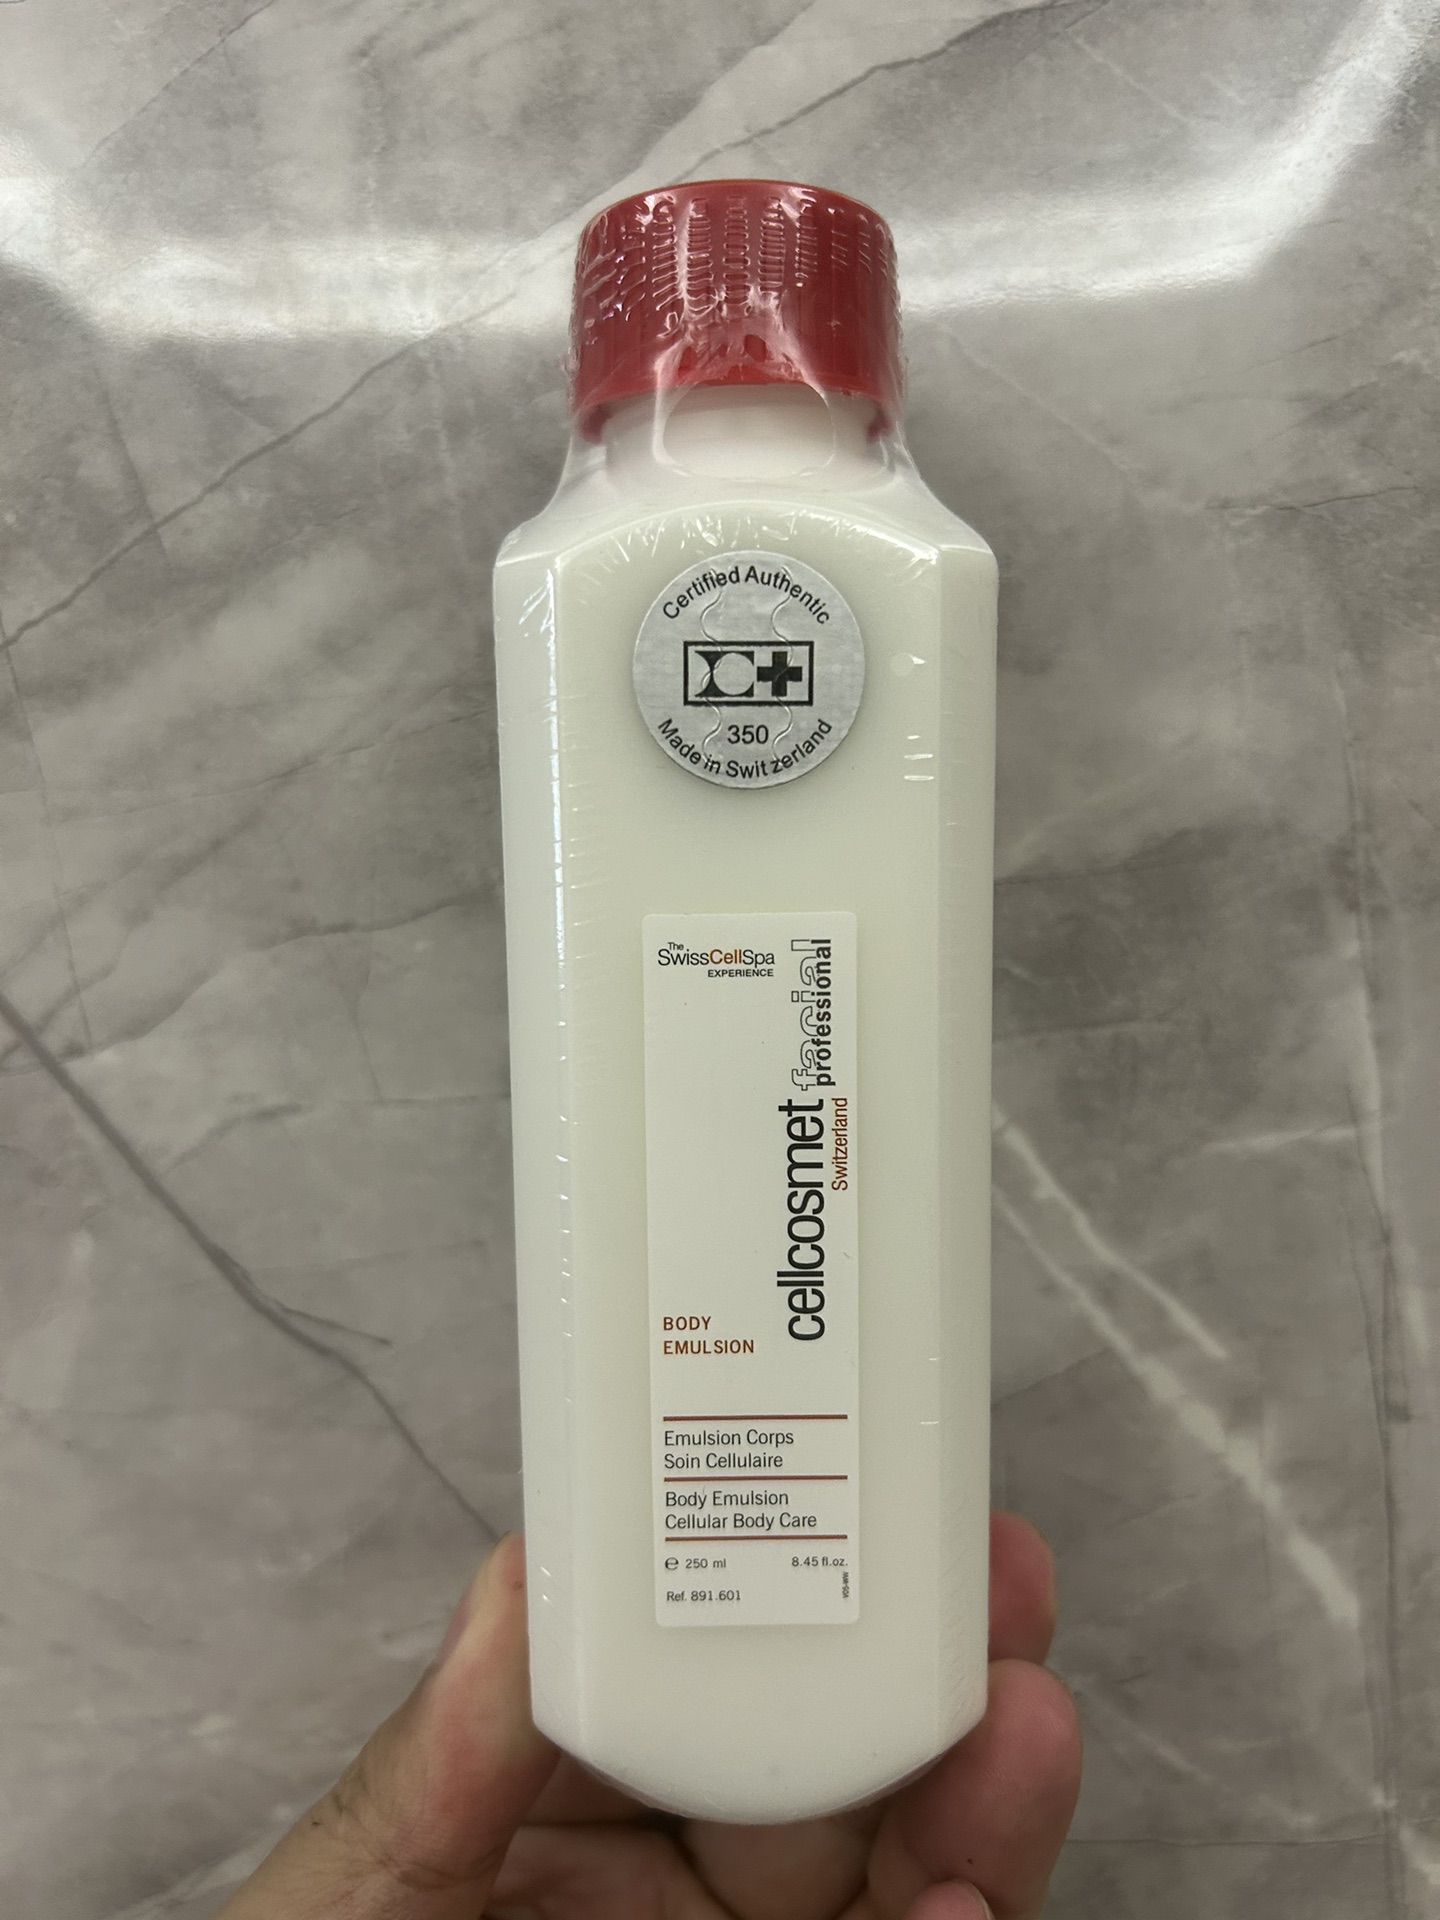 Certified Authentic
350
Made in Switzerland
The
SwissCellSpa
EXPERIENCE
cellcosmet facial
professional
Switzerland
BODY
EMULSION
Emulsion Corps
Soin Cellulaire
Body Emulsion
Cellular Body Care
℮ 250 ml 8.45 fl.oz.
Ref. 891.601